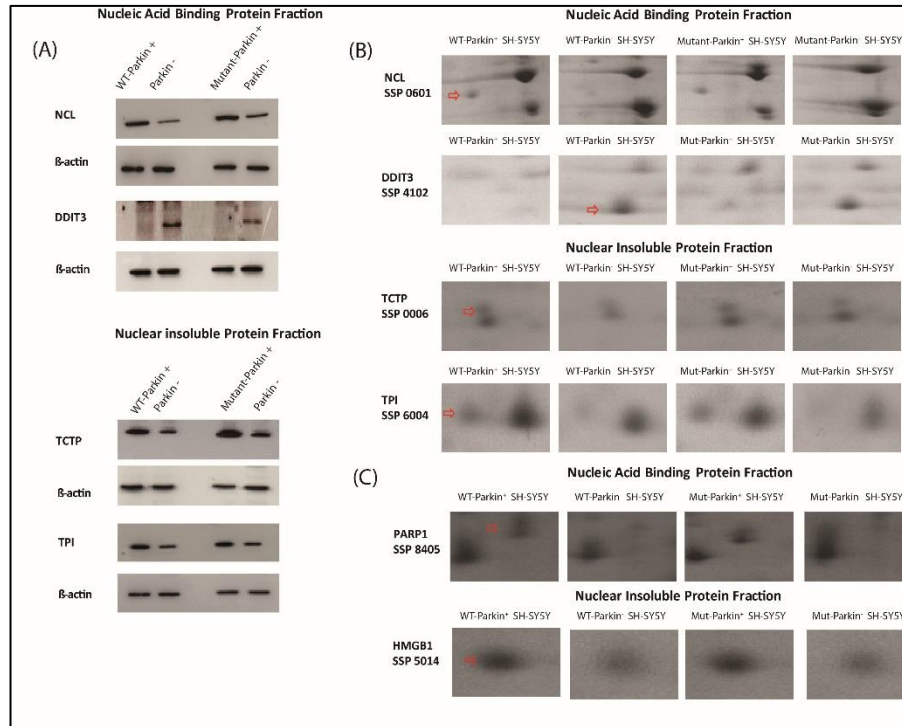 Nucleic Acid Binding Protein Fraction
(A)
WT-Parkin +
Parkin -
Mutant-Parkin +
Parkin -
NCL
ß-actin
DDIT3
ß-actin
Nuclear insoluble Protein Fraction
WT-Parkin +
Parkin -
Mutant-Parkin +
Parkin -
TCTP
ß-actin
TPI
ß-actin
Nucleic Acid Binding Protein Fraction
(B)
WT-Parkin⁺ SH-SY5Y WT-Parkin⁻ SH-SY5Y Mutant-Parkin⁺ SH-SY5Y Mutant-Parkin⁻ SH-SY5Y
NCL
SSP 0601
WT-Parkin⁺ SH-SY5Y WT-Parkin⁻ SH-SY5Y Mut-Parkin⁺ SH-SY5Y Mut-Parkin⁻ SH-SY5Y
DDIT3
SSP 4102
Nuclear Insoluble Protein Fraction
WT-Parkin⁺ SH-SY5Y WT-Parkin⁻ SH-SY5Y Mut-Parkin⁻ SH-SY5Y Mut-Parkin⁻ SH-SY5Y
TCTP
SSP 0006
WT-Parkin⁺ SH-SY5Y WT-Parkin⁻ SH-SY5Y Mut-Parkin⁻ SH-SY5Y Mut-Parkin⁻ SH-SY5Y
TPI
SSP 6004
Nucleic Acid Binding Protein Fraction
(C)
WT-Parkin⁺ SH-SY5Y WT-Parkin⁻ SH-SY5Y Mut-Parkin⁺ SH-SY5Y Mut-Parkin⁻ SH-SY5Y
PARP1
SSP 8405
Nuclear Insoluble Protein Fraction
WT-Parkin⁺ SH-SY5Y WT-Parkin⁻ SH-SY5Y Mut-Parkin⁺ SH-SY5Y Mut-Parkin⁻ SH-SY5Y
HMGB1
SSP 5014